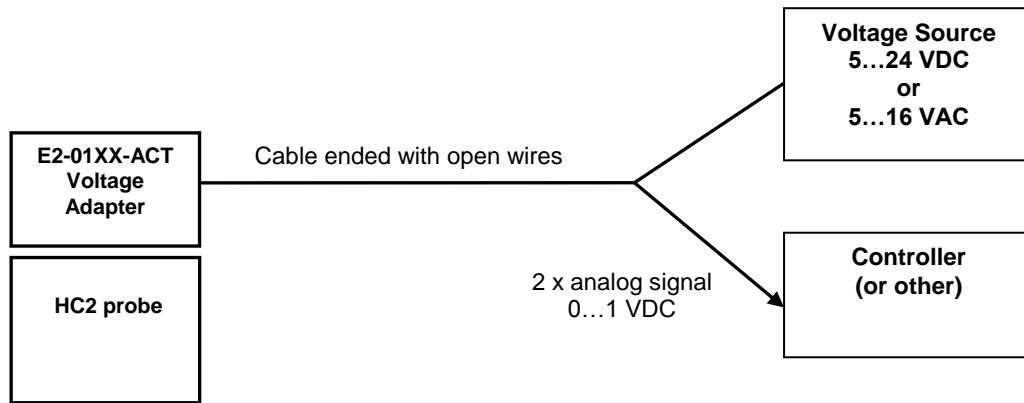 Voltage Source
5…24 VDC
or
5…16 VAC
E2-01XX-ACT
Voltage
Adapter
Cable ended with open wires
HC2 probe
2 x analog signal
0…1 VDC
Controller
(or other)